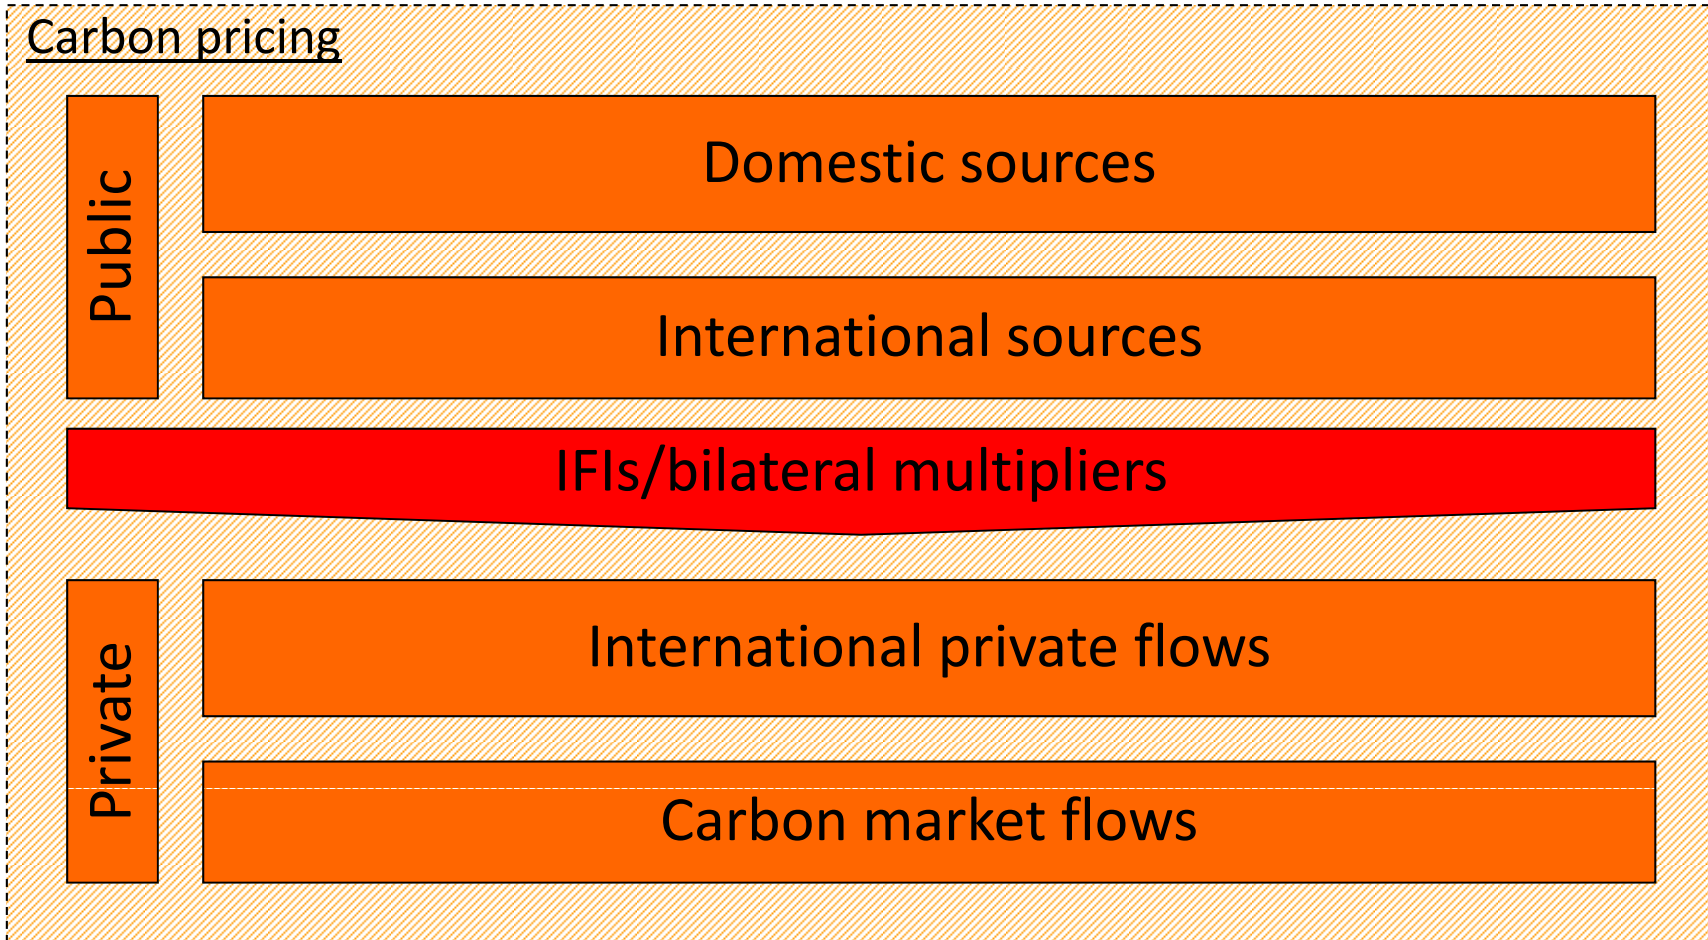 Carbon pricing
Public
Domestic sources
International sources
IFIs/bilateral multipliers
Private
International private flows
Carbon market flows